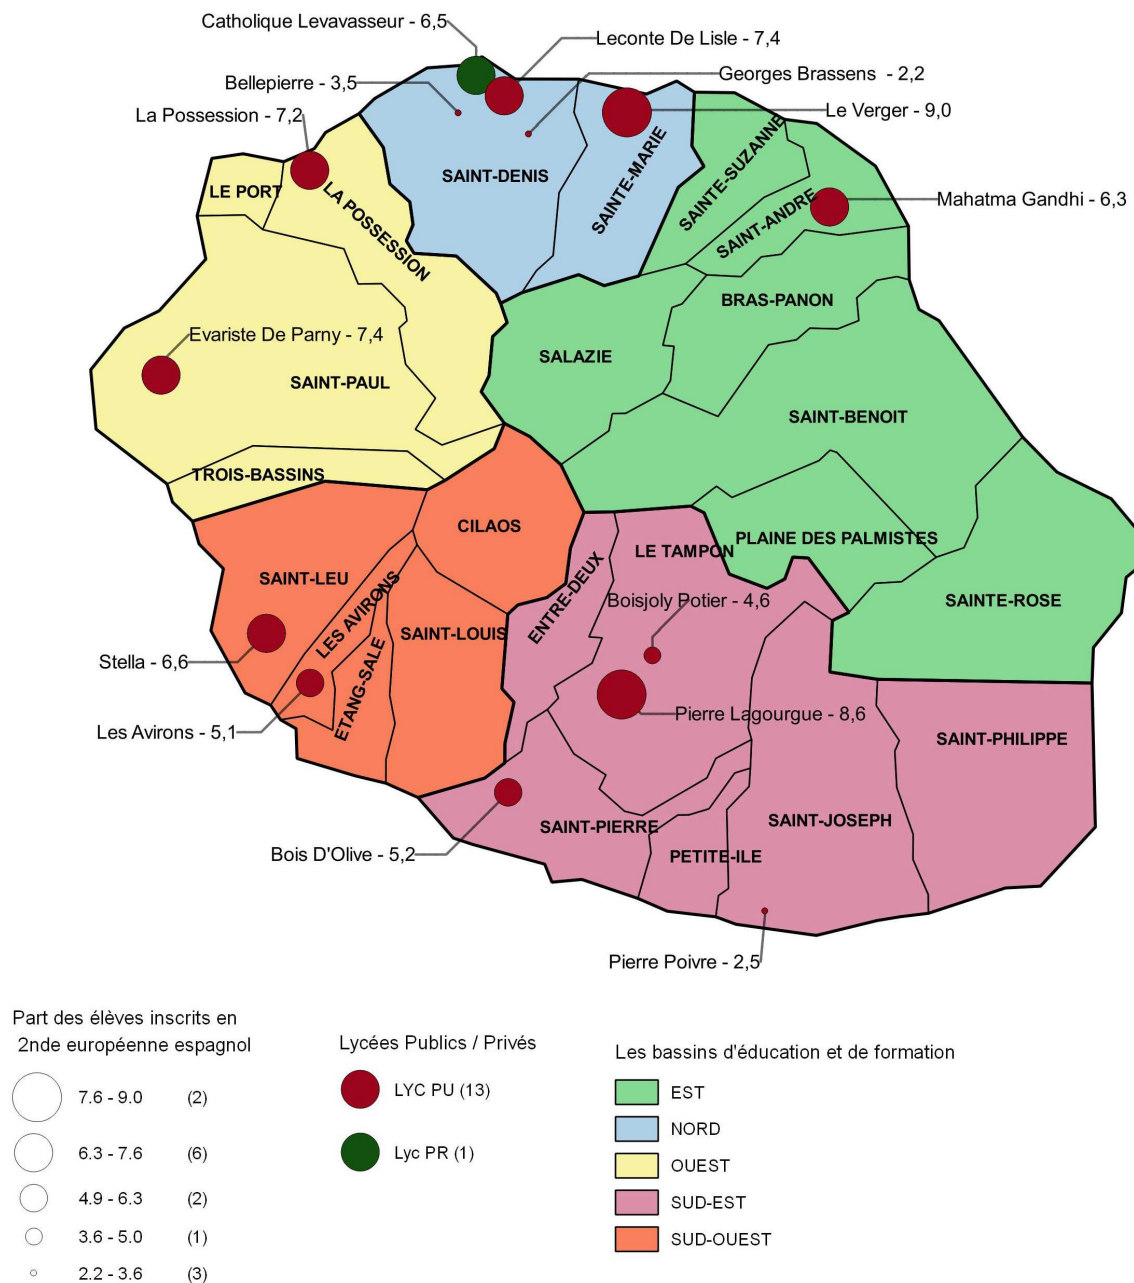 Catholique Levavasseur - 6,5
Leconte De Lisle - 7,4
Georges Brassens - 2,2
Bellepierre - 3,5
Le Verger - 9,0
La Possession - 7,2
SAINT-DENIS
SAINTE-MARIE
SAINTE-SUZANNE
LE PORT
LA POSSESSION
SAINT-ANDRE
Mahatma Gandhi - 6,3
BRAS-PANON
Evariste De Parny - 7,4
SALAZIE
SAINT-PAUL
SAINT-BENOIT
TROIS-BASSINS
CILAOS
PLAINE DES PALMISTES
LE TAMPON
SAINT-LEU
LES AVIRONS
ENTRE-DEUX
Boisjoly Potier - 4,6
SAINTE-ROSE
SAINT-LOUIS
Stella - 6,6
ETANG-SALE
Les Avirons - 5,1
Pierre Lagourgue - 8,6
SAINT-PHILIPPE
SAINT-PIERRE
SAINT-JOSEPH
Bois D'Olive - 5,2
PETITE-ILE
Pierre Poivre - 2,5
Part des élèves inscrits en
2nde européenne espagnol
7.6 - 9.0 (2)
6.3 - 7.6 (6)
4.9 - 6.3 (2)
3.6 - 5.0 (1)
2.2 - 3.6 (3)
Lycées Publics / Privés
LYC PU (13)
Lyc PR (1)
Les bassins d'éducation et de formation
EST
NORD
OUEST
SUD-EST
SUD-OUEST